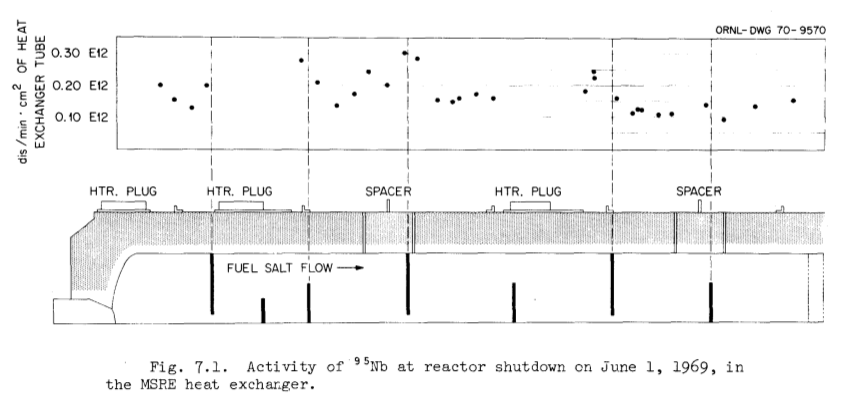 ORNL-DWG 70-9570
dis/min·cm² OF HEAT
EXCHANGER TUBE
0.30 E12
0.20 E12
0.10 E12
HTR. PLUG HTR. PLUG SPACER HTR. PLUG SPACER
FUEL SALT FLOW
Fig. 7.1. Activity of ⁹⁵Nb at reactor shutdown on June 1, 1969, in
the MSRE heat exchanger.